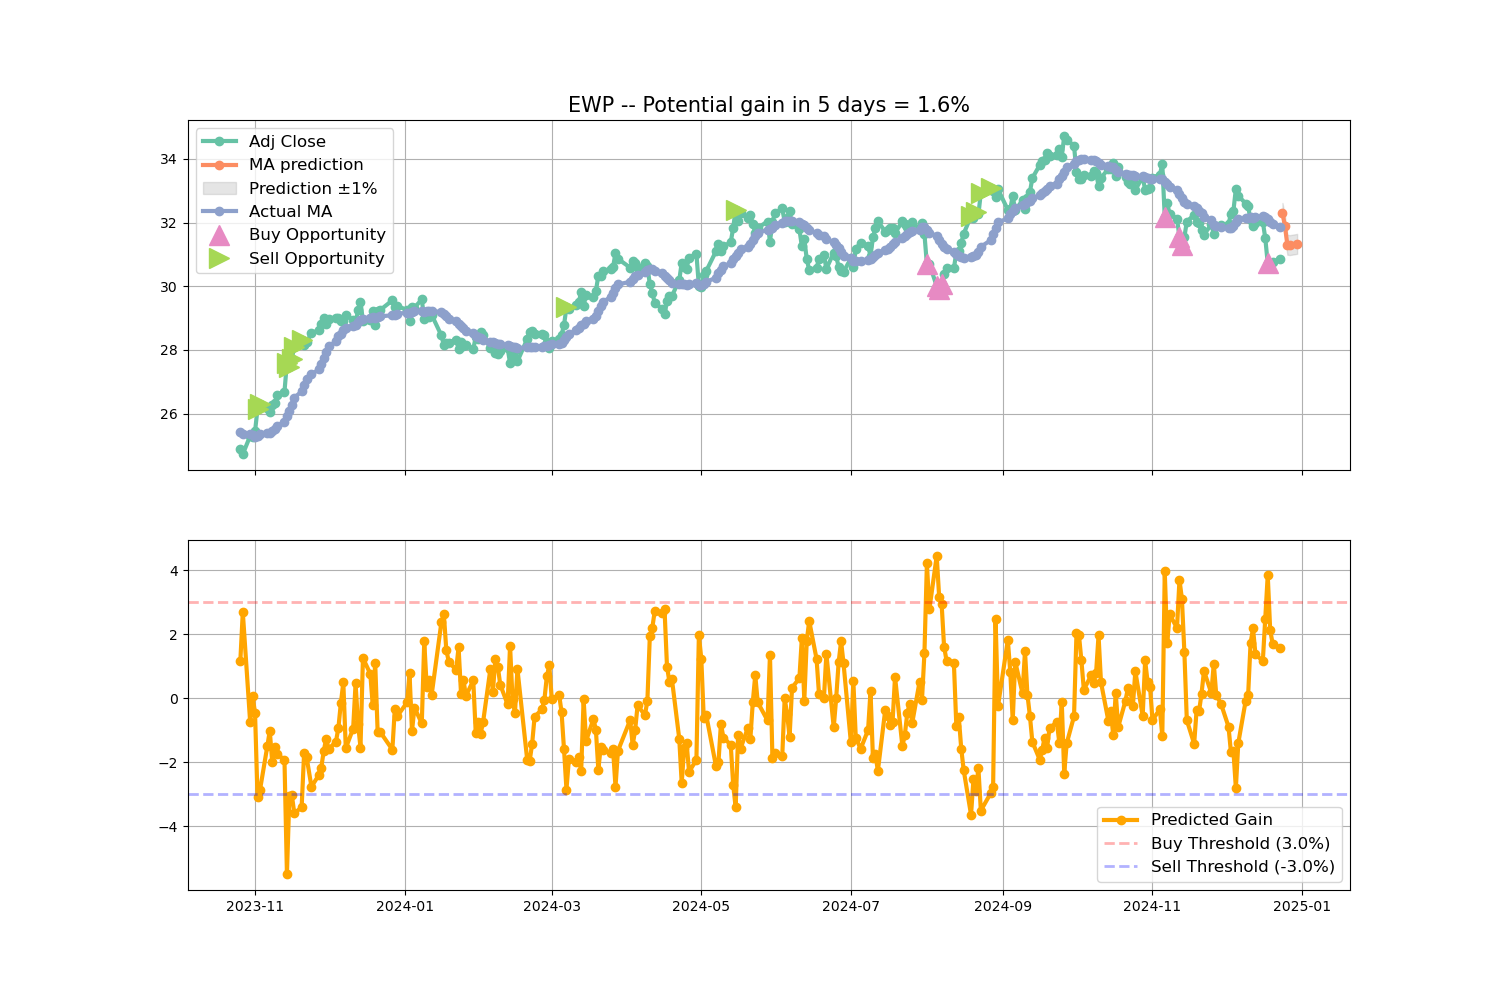 EWP -- Potential gain in 5 days = 1.6%
Adj Close
MA prediction
Prediction ±1%
Actual MA
Buy Opportunity
Sell Opportunity
34
32
30
28
26
4
2
0
−2
−4
Predicted Gain
Buy Threshold (3.0%)
Sell Threshold (-3.0%)
2023-11 2024-01 2024-03 2024-05 2024-07 2024-09 2024-11 2025-01